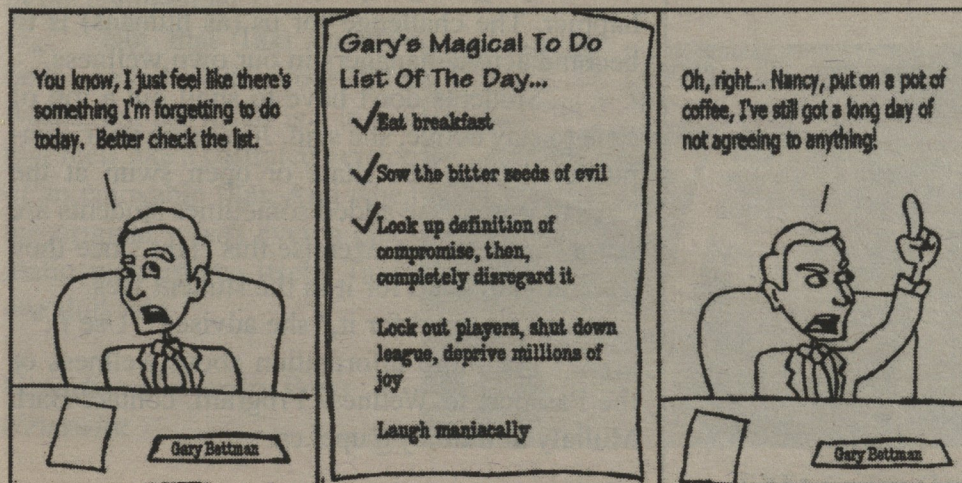 You know, I just feel like there's
something I'm forgetting to do
today. Better check the list.
Gary Bettman
Gary's Magical To Do
List Of The Day...
Eat breakfast
Sow the bitter seeds of evil
Look up definition of
compromise, then,
completely disregard it
Lock out players, shut down
league, deprive millions of
joy
Laugh maniacally
Oh, right... Nancy, put on a pot of
coffee, I've still got a long day of
not agreeing to anything!
Gary Bettman